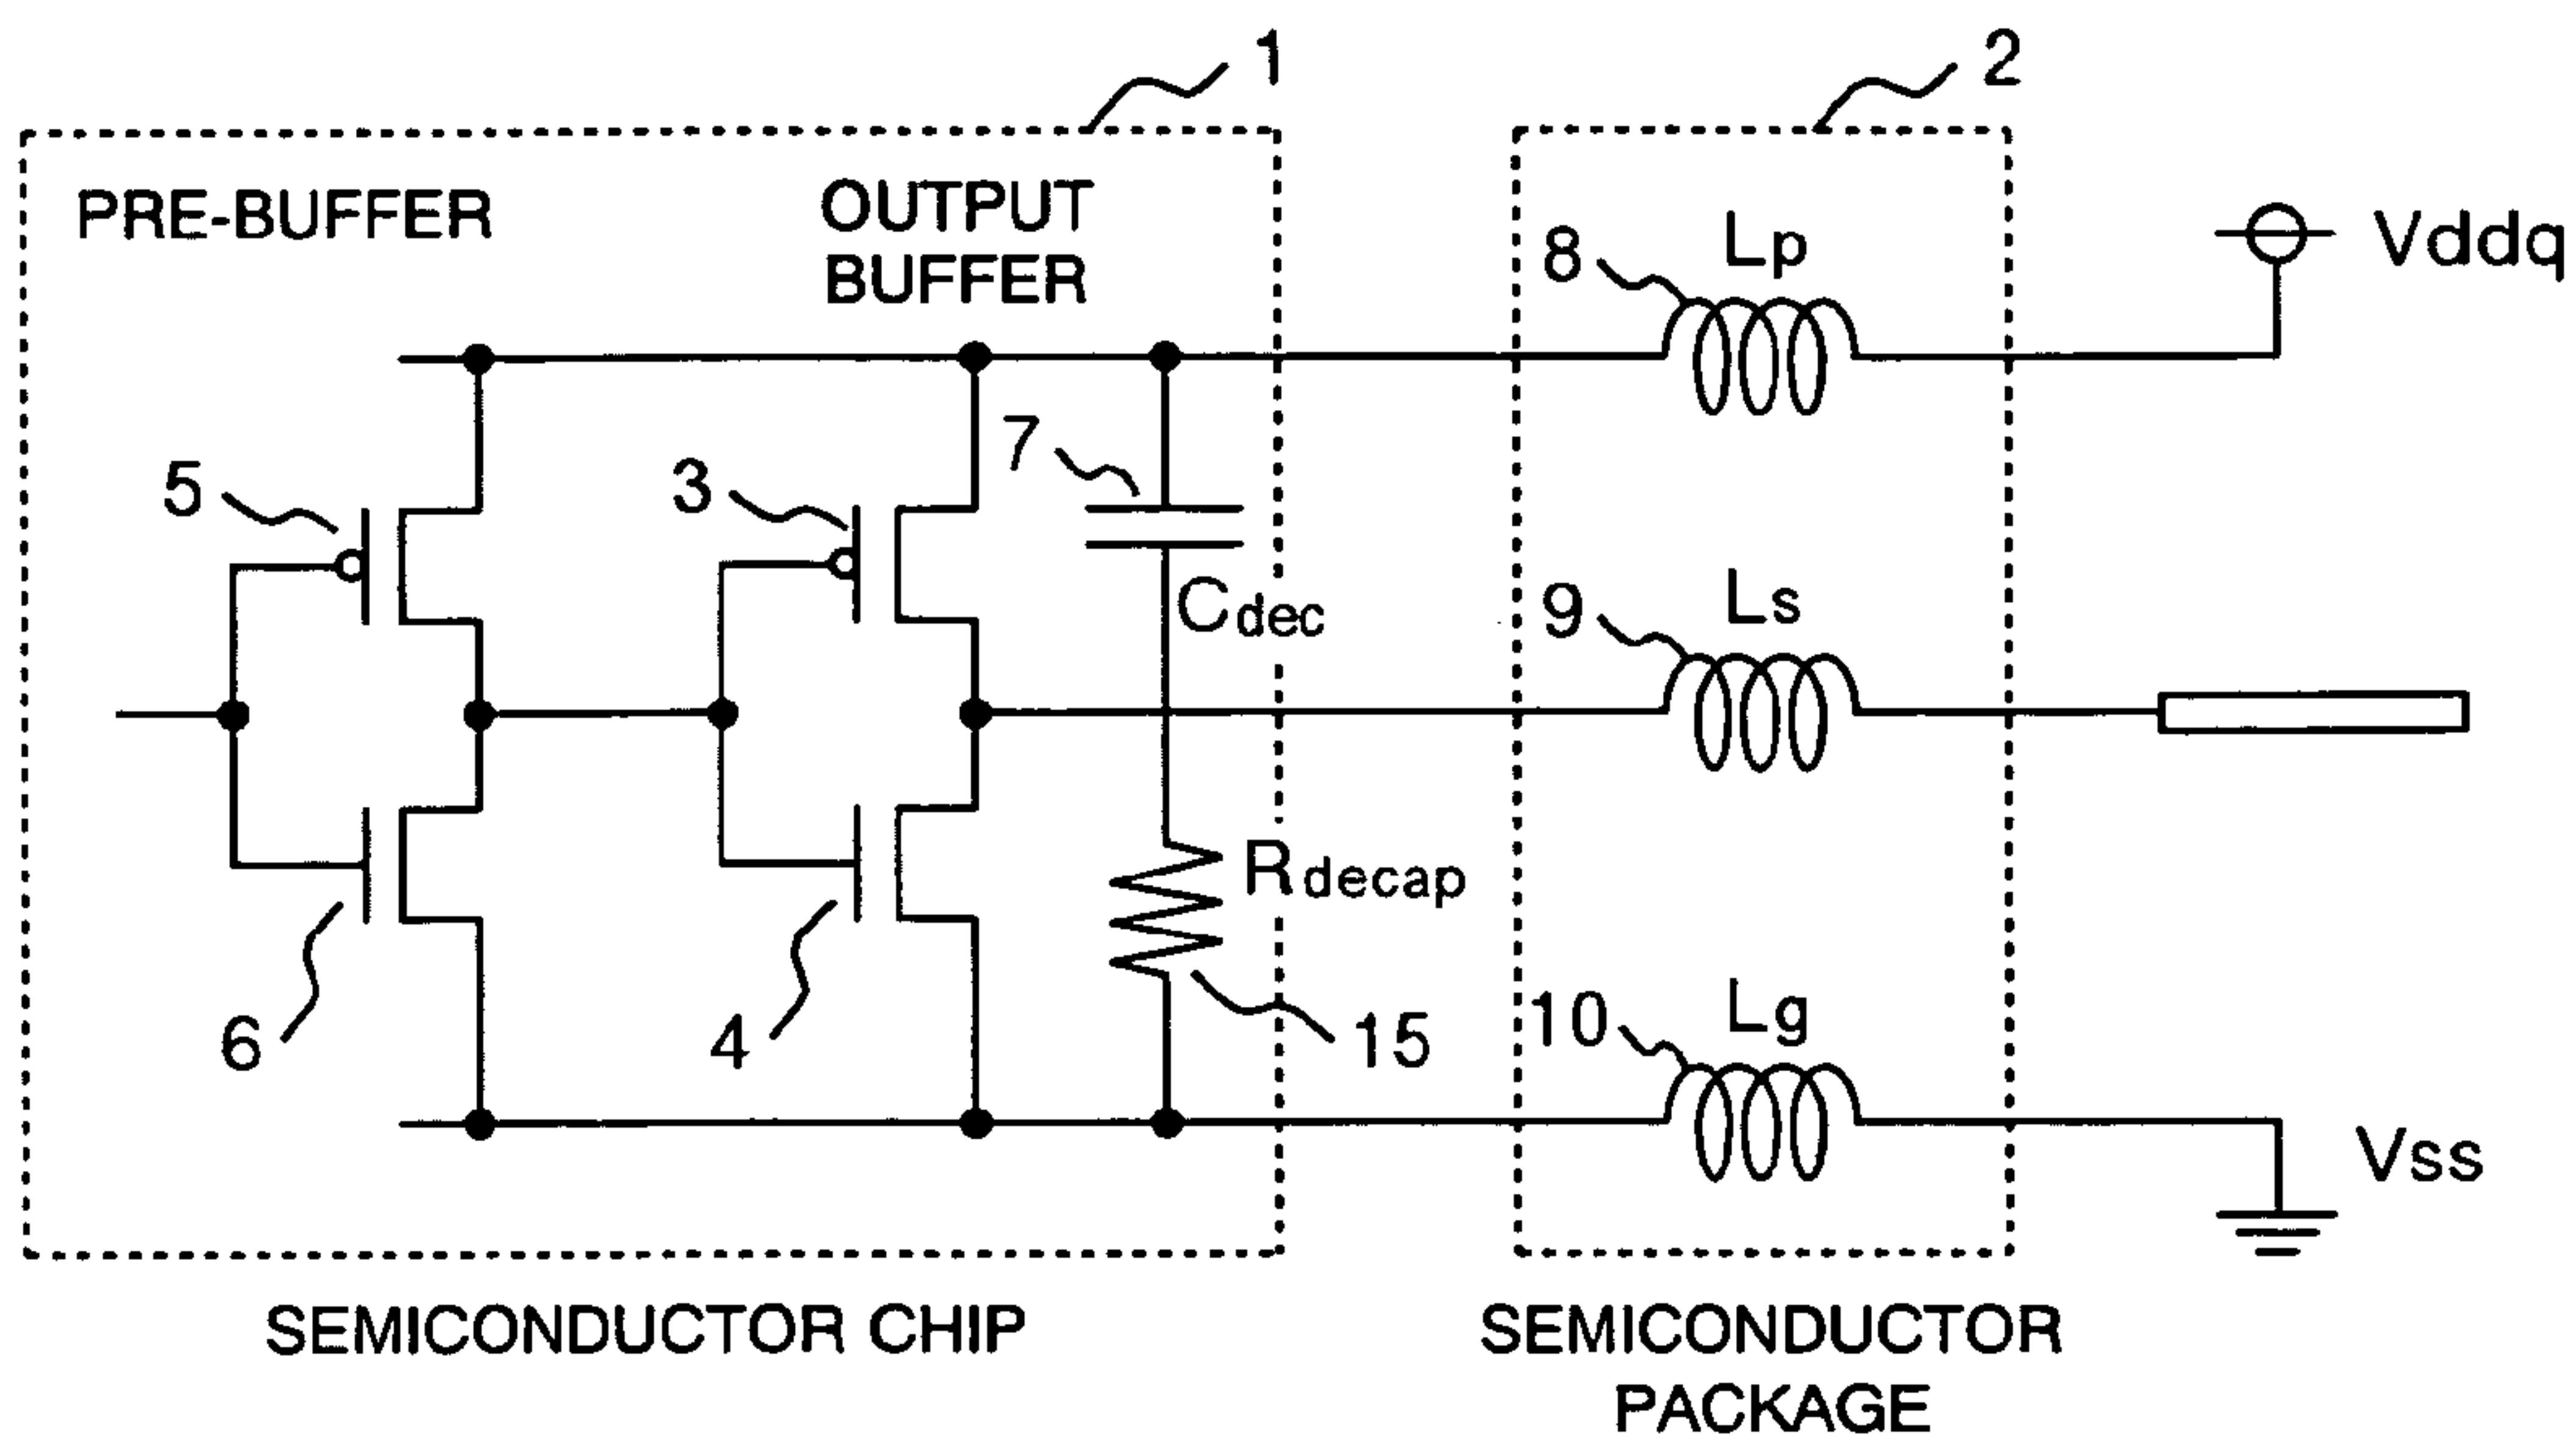 1
2
PRE-BUFFER
OUTPUT
BUFFER
8
Lp
Vddq
5
3
7
Cdec
9
Ls
Rdecap
6
4
15
10
Lg
Vss
SEMICONDUCTOR CHIP
SEMICONDUCTOR
PACKAGE